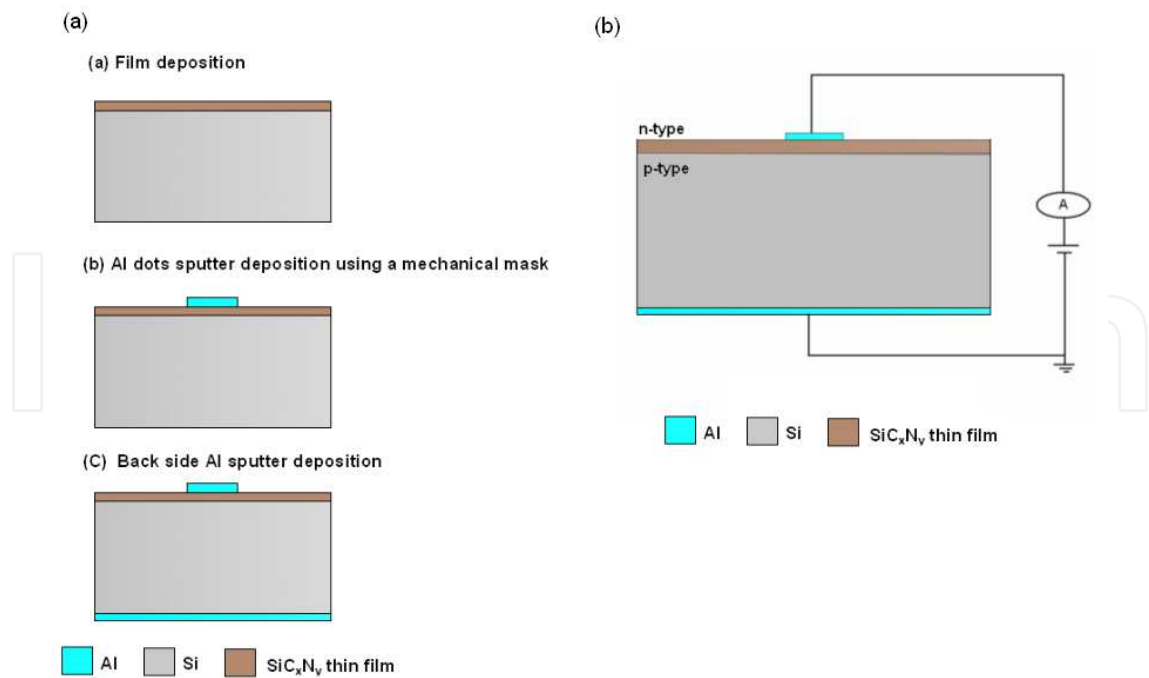 (a)
(a) Film deposition
(b) Al dots sputter deposition using a mechanical mask
(C) Back side Al sputter deposition
Al Si SiCxNy thin film
(b)
n-type
p-type
A
Al Si SiCxNy thin film